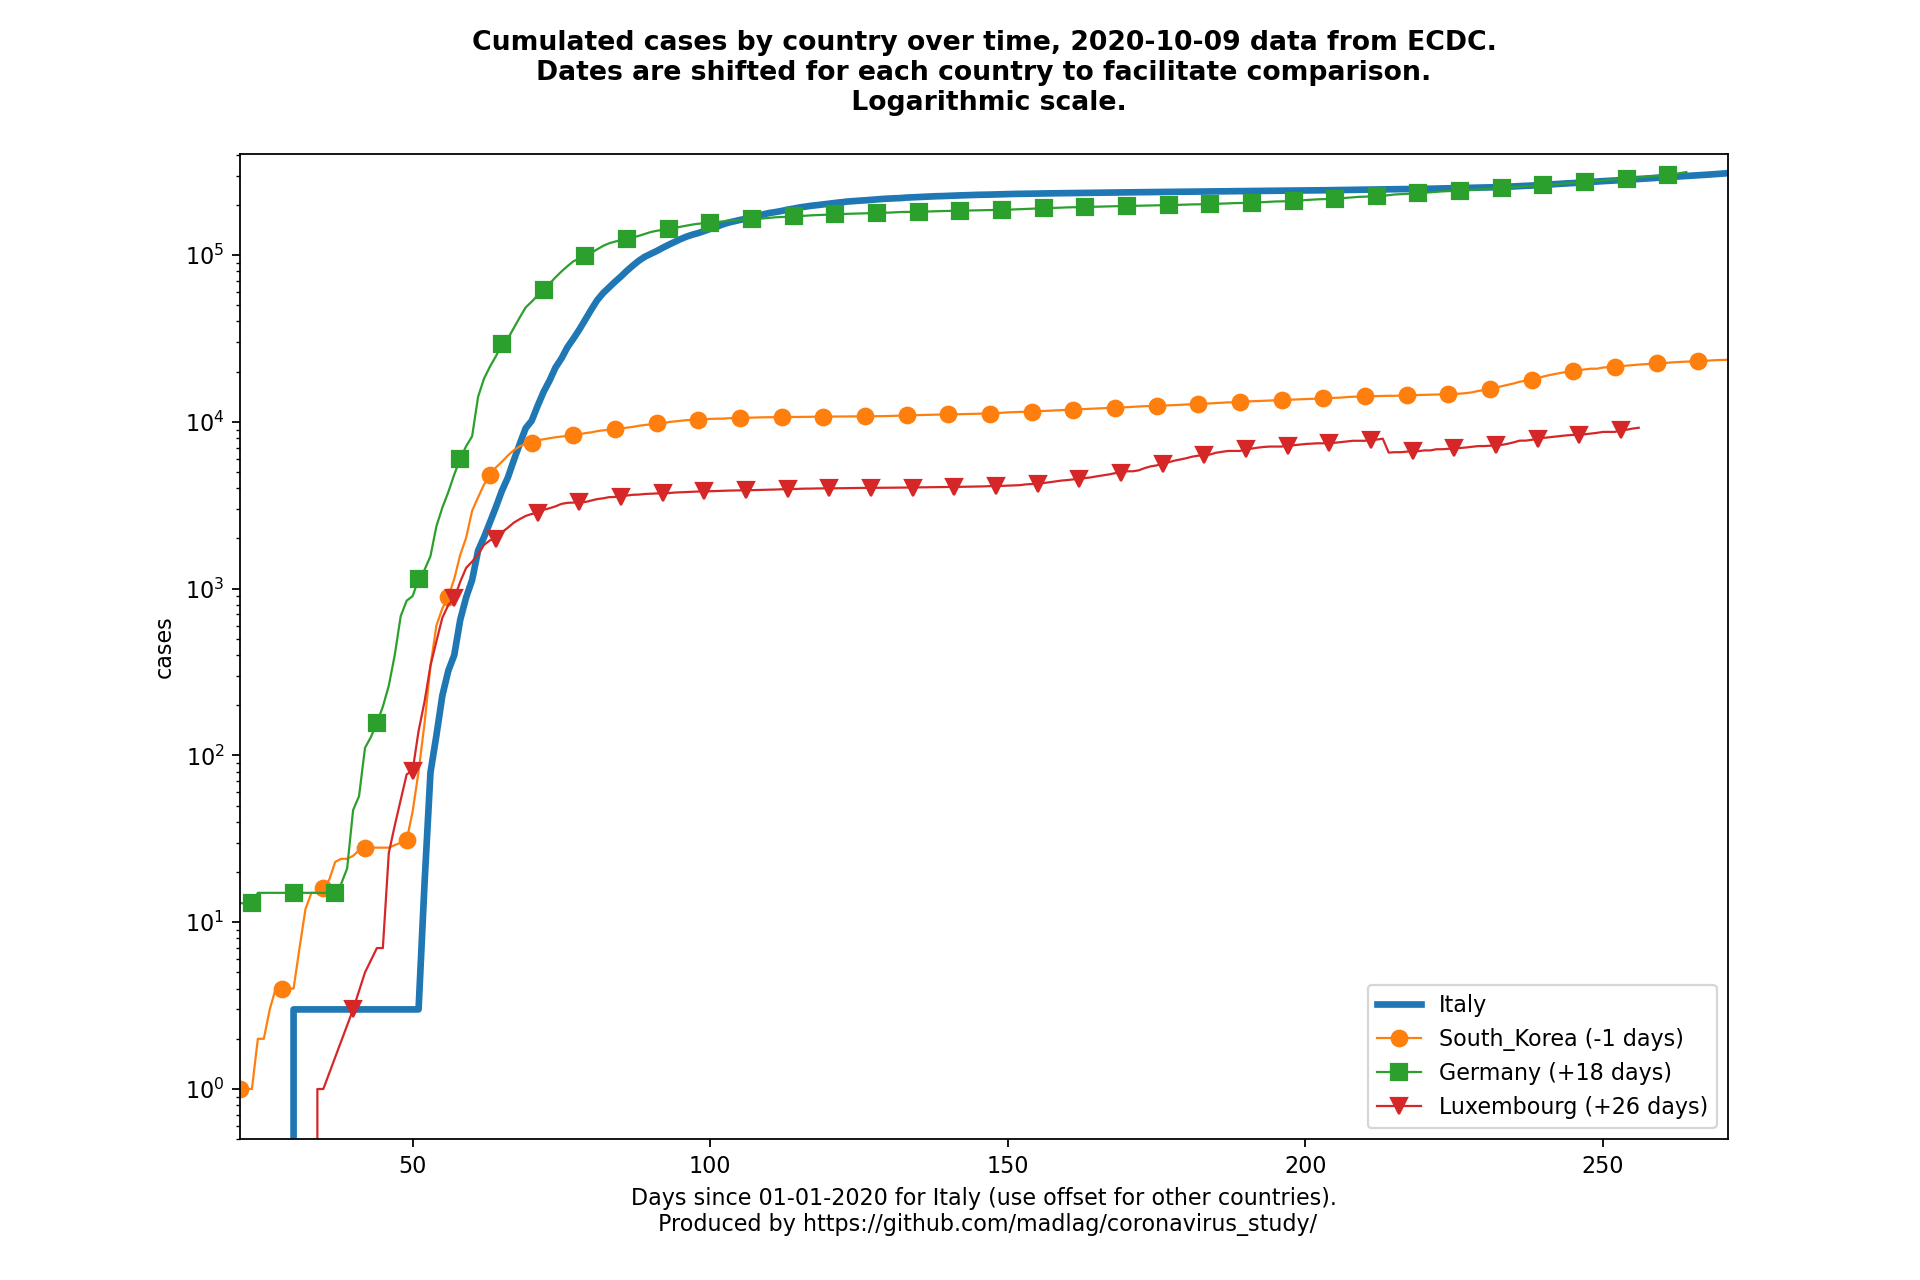 Cumulated cases by country over time, 2020-10-09 data from ECDC.
Dates are shifted for each country to facilitate comparison.
Logarithmic scale.
10^5
10^4
10^3
10^2
10^1
10^0
cases
50
100
150
200
250
Italy
South_Korea (-1 days)
Germany (+18 days)
Luxembourg (+26 days)
Days since 01-01-2020 for Italy (use offset for other countries).
Produced by https://github.com/madlag/coronavirus_study/